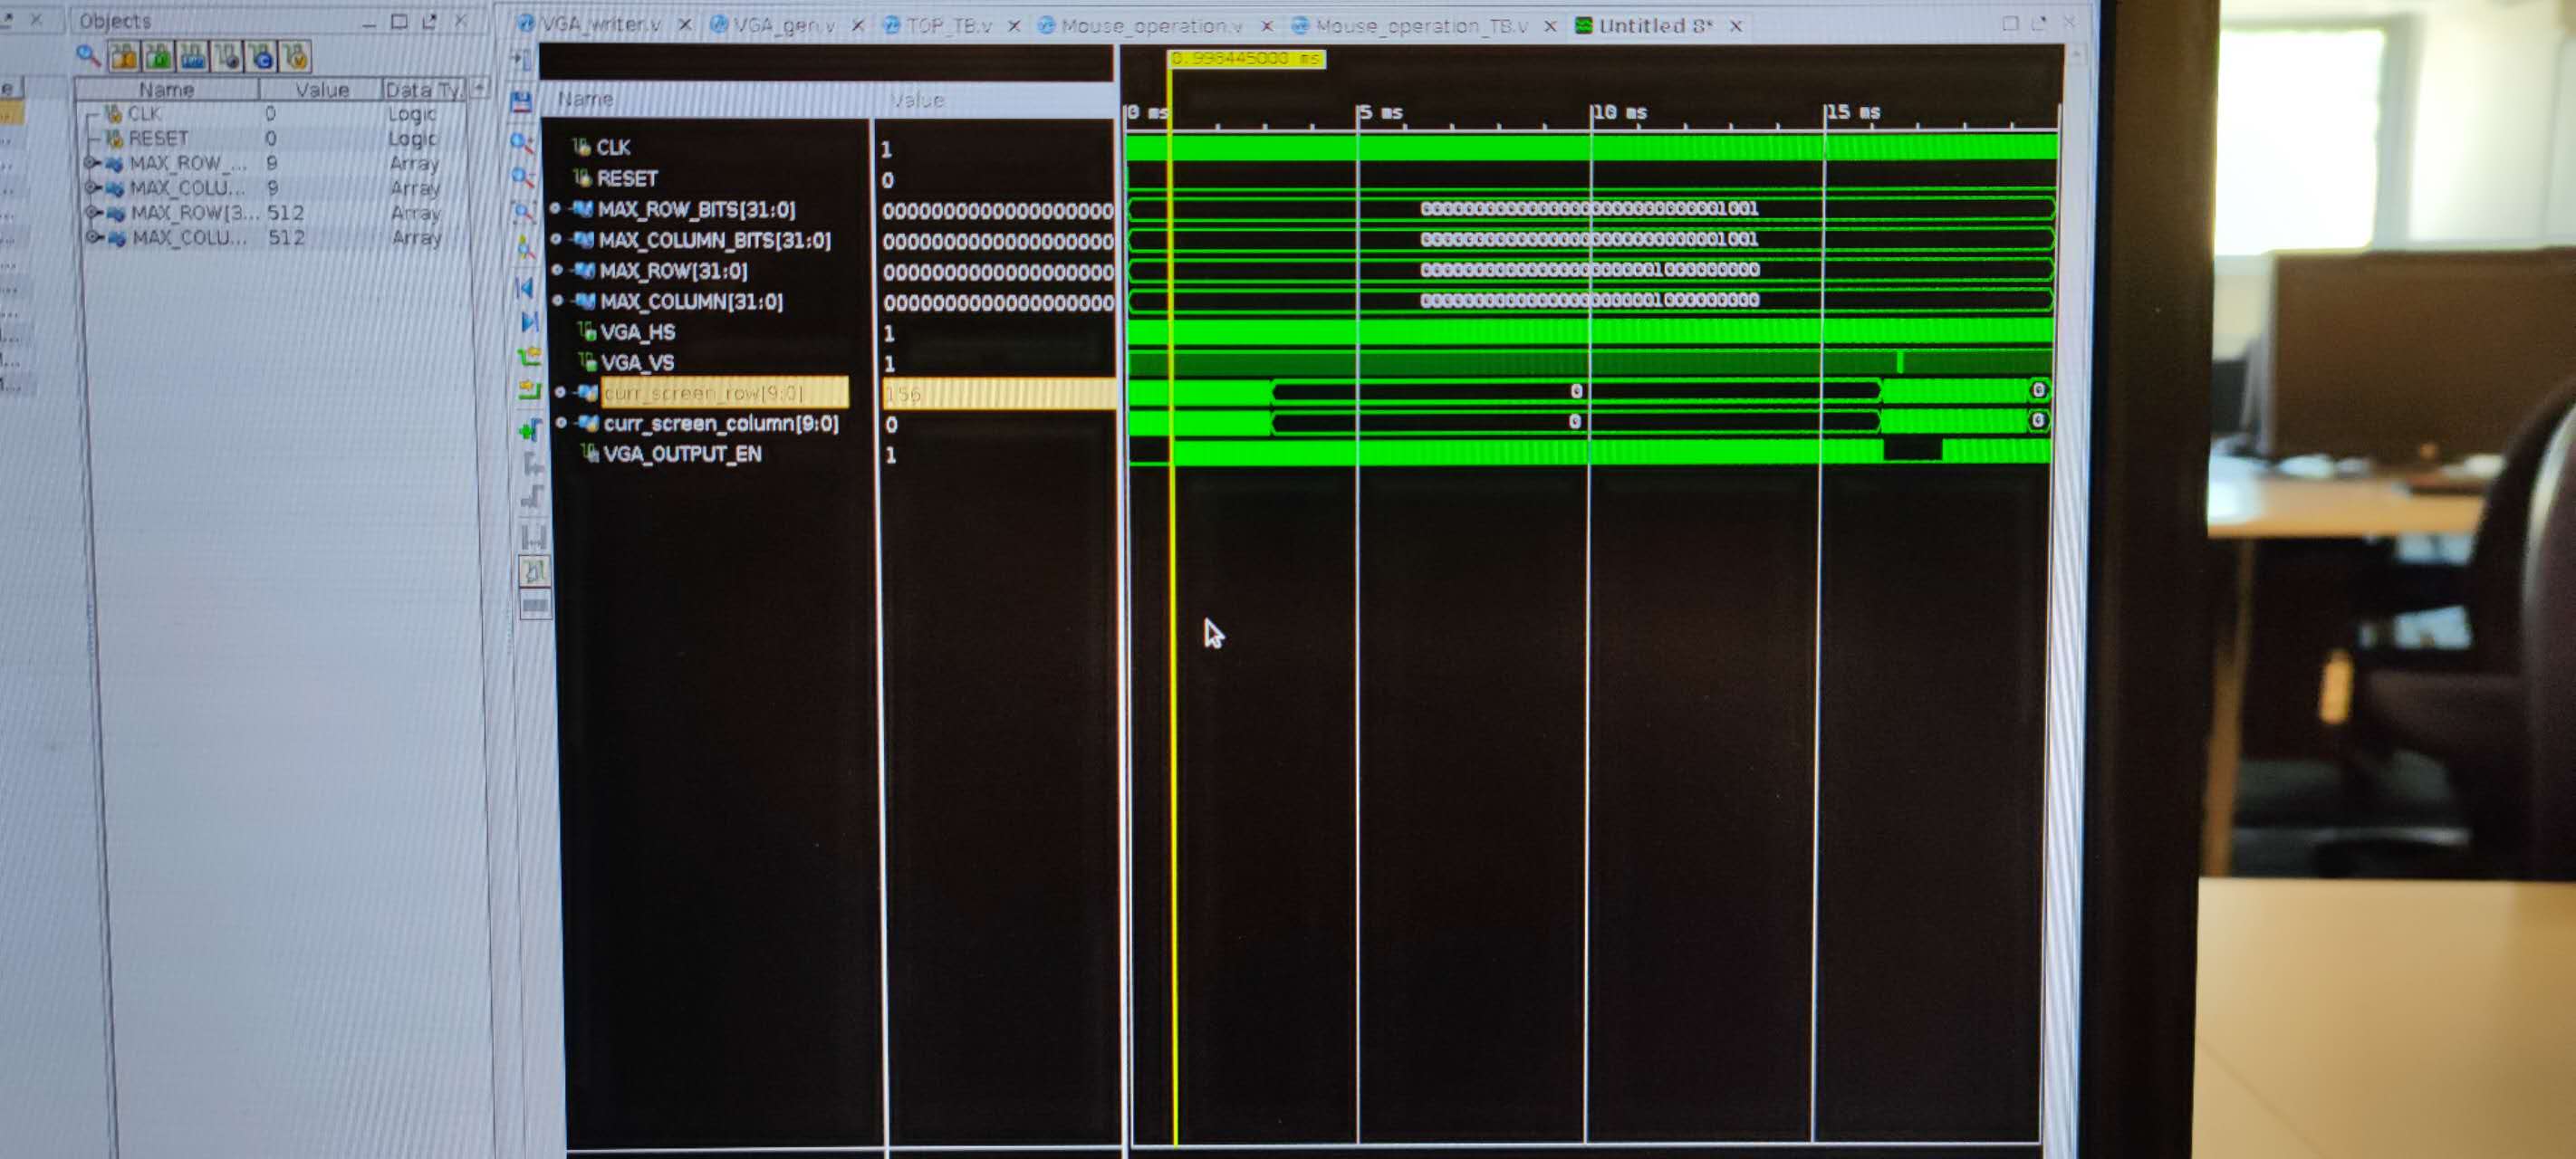 Objects
VGA_writer.v
VGA_gen.v
TOP_TB.v
Mouse_operation.v
Mouse_operation_TB.v
Untitled 8*
Name Value Data Ty.
CLK 0 Logic
RESET 0 Logic
MAX_ROW_... 9 Array
MAX_COLU... 9 Array
MAX_ROW[3... 512 Array
MAX_COLU... 512 Array
Name Value
0 ms 5 ms 10 ms 15 ms
CLK 1
RESET 0
MAX_ROW_BITS[31:0] 0000000000000000000 00000000000000000000000000001001
MAX_COLUMN_BITS[31:0] 0000000000000000000 00000000000000000000000000001001
MAX_ROW[31:0] 0000000000000000000 00000000000000000000001000000000
MAX_COLUMN[31:0] 0000000000000000000 00000000000000000000001000000000
VGA_HS 1
VGA_VS 1
curr_screen_row[9:0] 156 0 0
curr_screen_column[9:0] 0 0 0
VGA_OUTPUT_EN 1